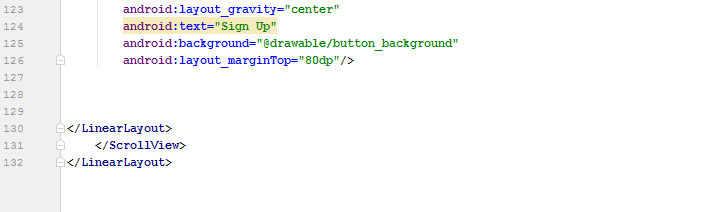 123 android:layout_gravity="center"
124 android:text="Sign Up"
125 android:background="@drawable/button_background"
126 android:layout_marginTop="80dp"/>
127
128
129
130 </LinearLayout>
131 </ScrollView>
132 </LinearLayout>